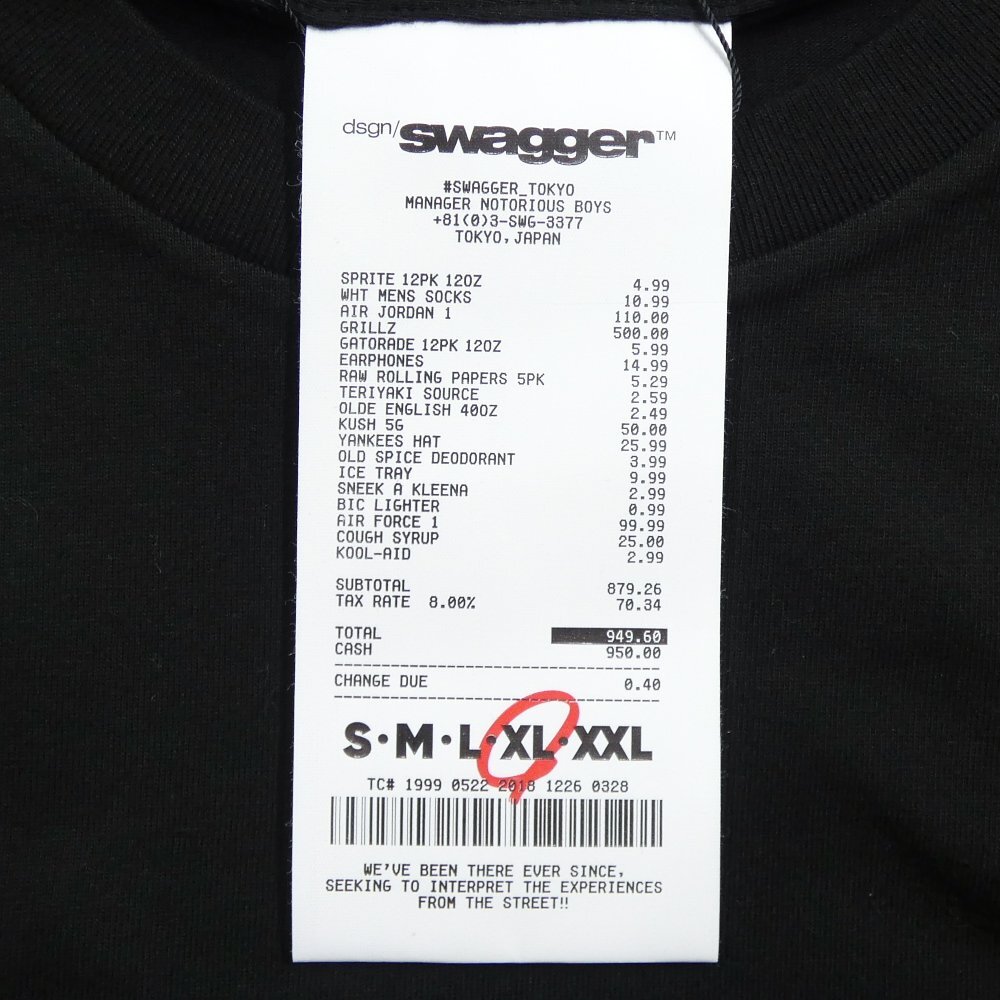 dsgn/swagger™
#SWAGGER_TOKYO
MANAGER NOTORIOUS BOYS
+81(0)3-SWG-3377
TOKYO,JAPAN
SPRITE 12PK 12OZ 4.99
WHT MENS SOCKS 10.99
AIR JORDAN 1 110.00
GRILLZ 500.00
GATORADE 12PK 12OZ 5.99
EARPHONES 14.99
RAW ROLLING PAPERS 5PK 5.29
TERIYAKI SOURCE 2.59
OLDE ENGLISH 40OZ 2.49
KUSH 5G 50.00
YANKEES HAT 25.99
OLD SPICE DEODORANT 3.99
ICE TRAY 9.99
SNEEK A KLEENA 2.99
BIC LIGHTER 0.99
AIR FORCE 1 99.99
COUGH SYRUP 25.00
KOOL-AID 2.99
SUBTOTAL 879.26
TAX RATE 8.00% 70.34
TOTAL 949.60
CASH 950.00
CHANGE DUE 0.40
S·M·L·XL·XXL
TC# 1999 0522 2018 1226 0328
WE'VE BEEN THERE EVER SINCE,
SEEKING TO INTERPRET THE EXPERIENCES
FROM THE STREET!!